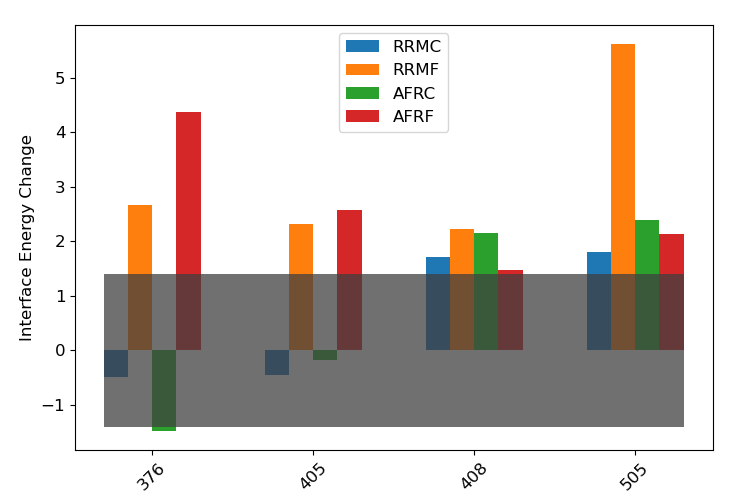 RRMC
RRMF
AFRC
AFRF
Interface Energy Change
5
4
3
2
1
0
−1
376
405
408
505